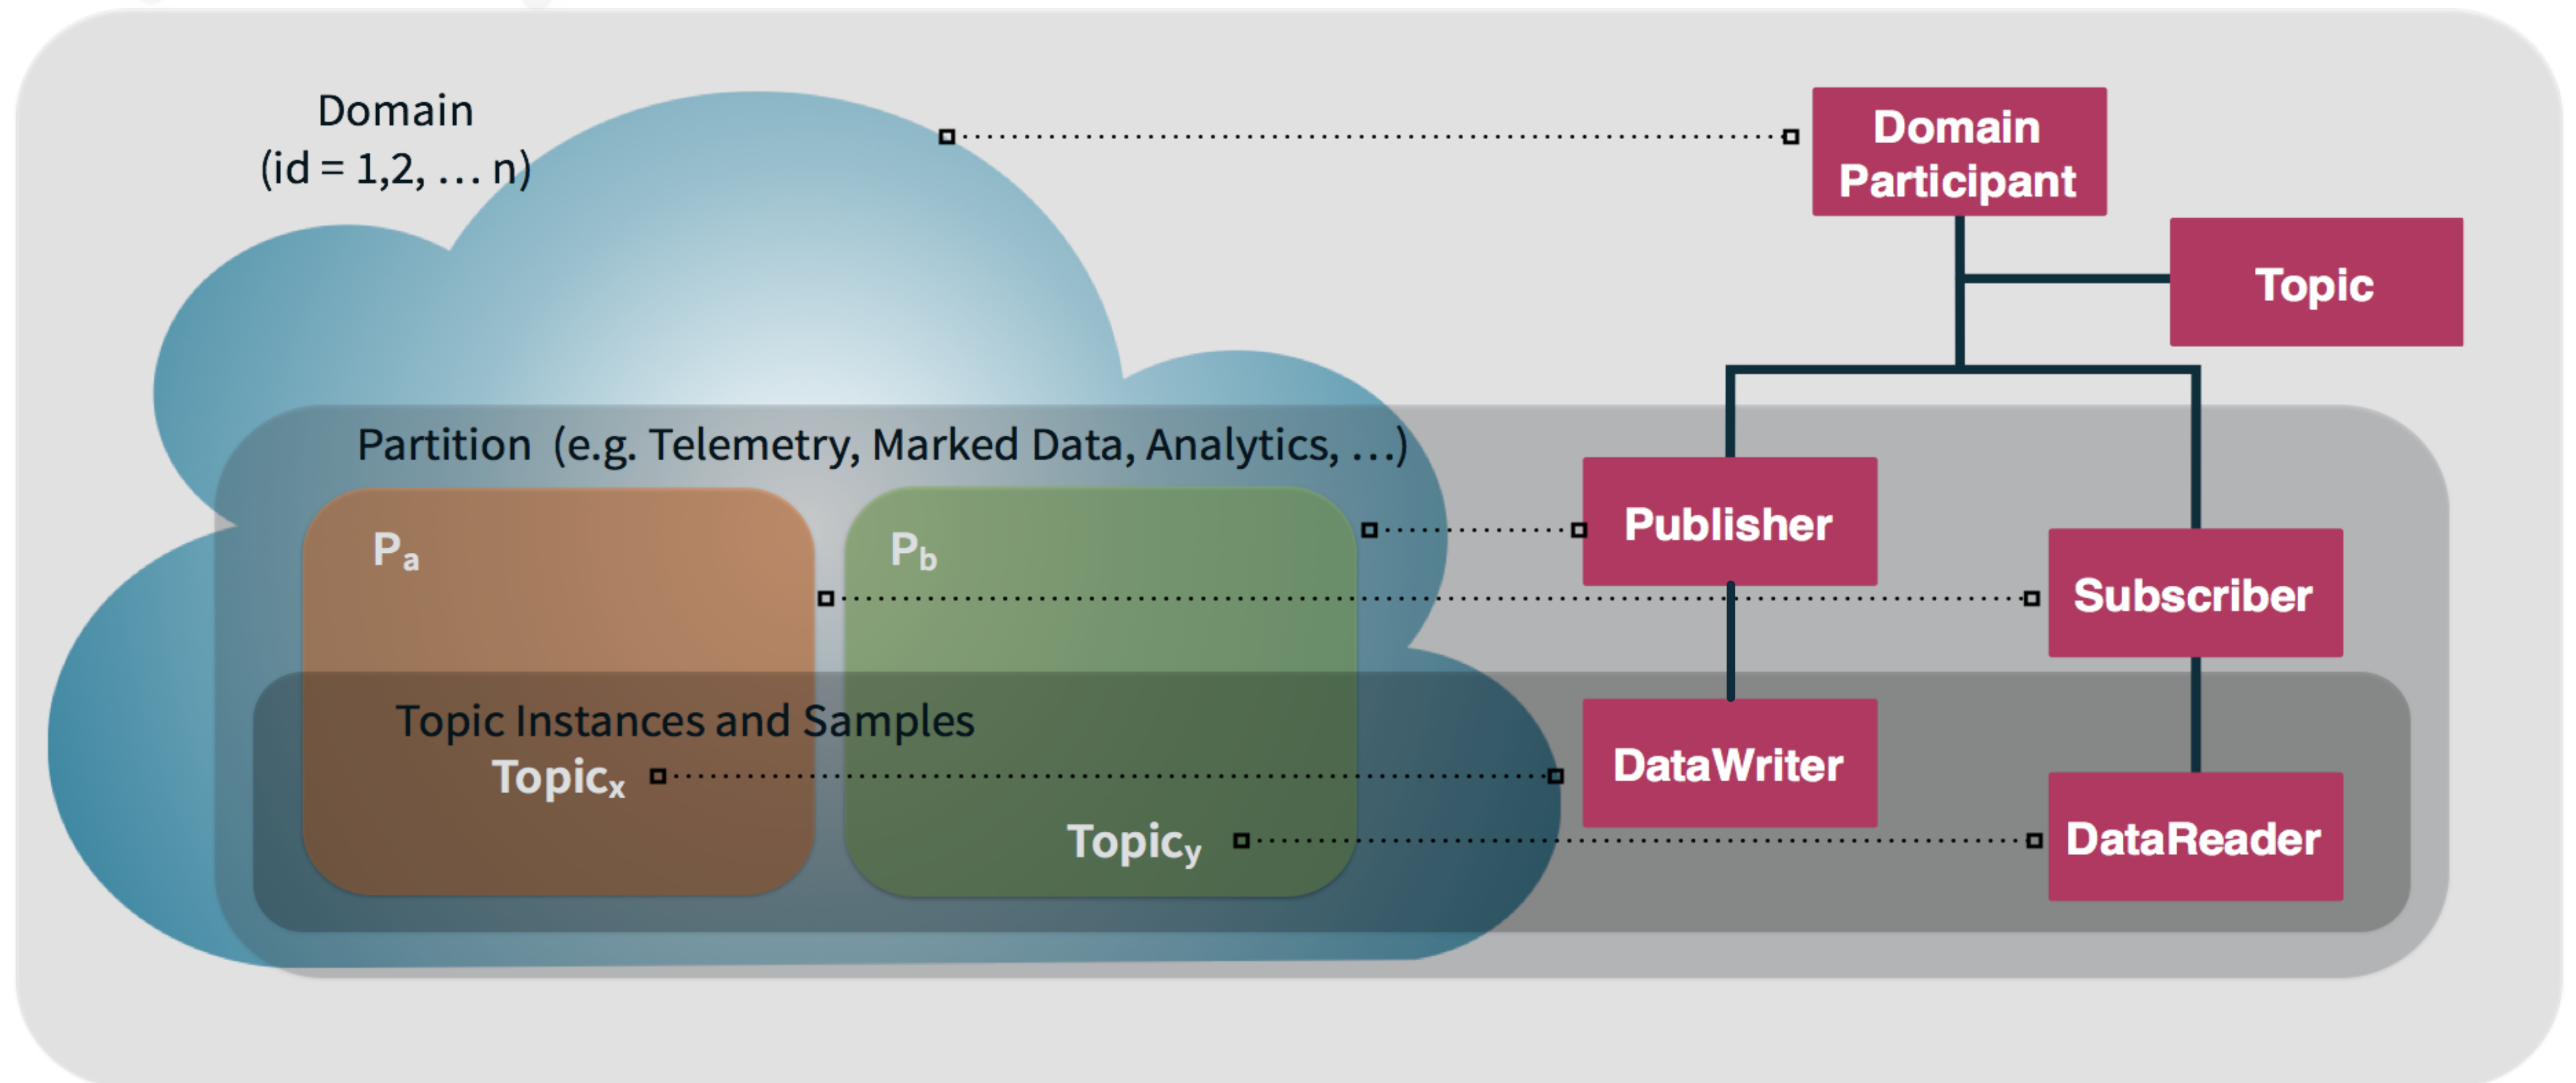 Domain
(id = 1,2, … n)
Domain
Participant
Topic
Partition (e.g. Telemetry, Marked Data, Analytics, …)
Pa
Pb
Publisher
Subscriber
Topic Instances and Samples
Topicx
DataWriter
Topicy
DataReader